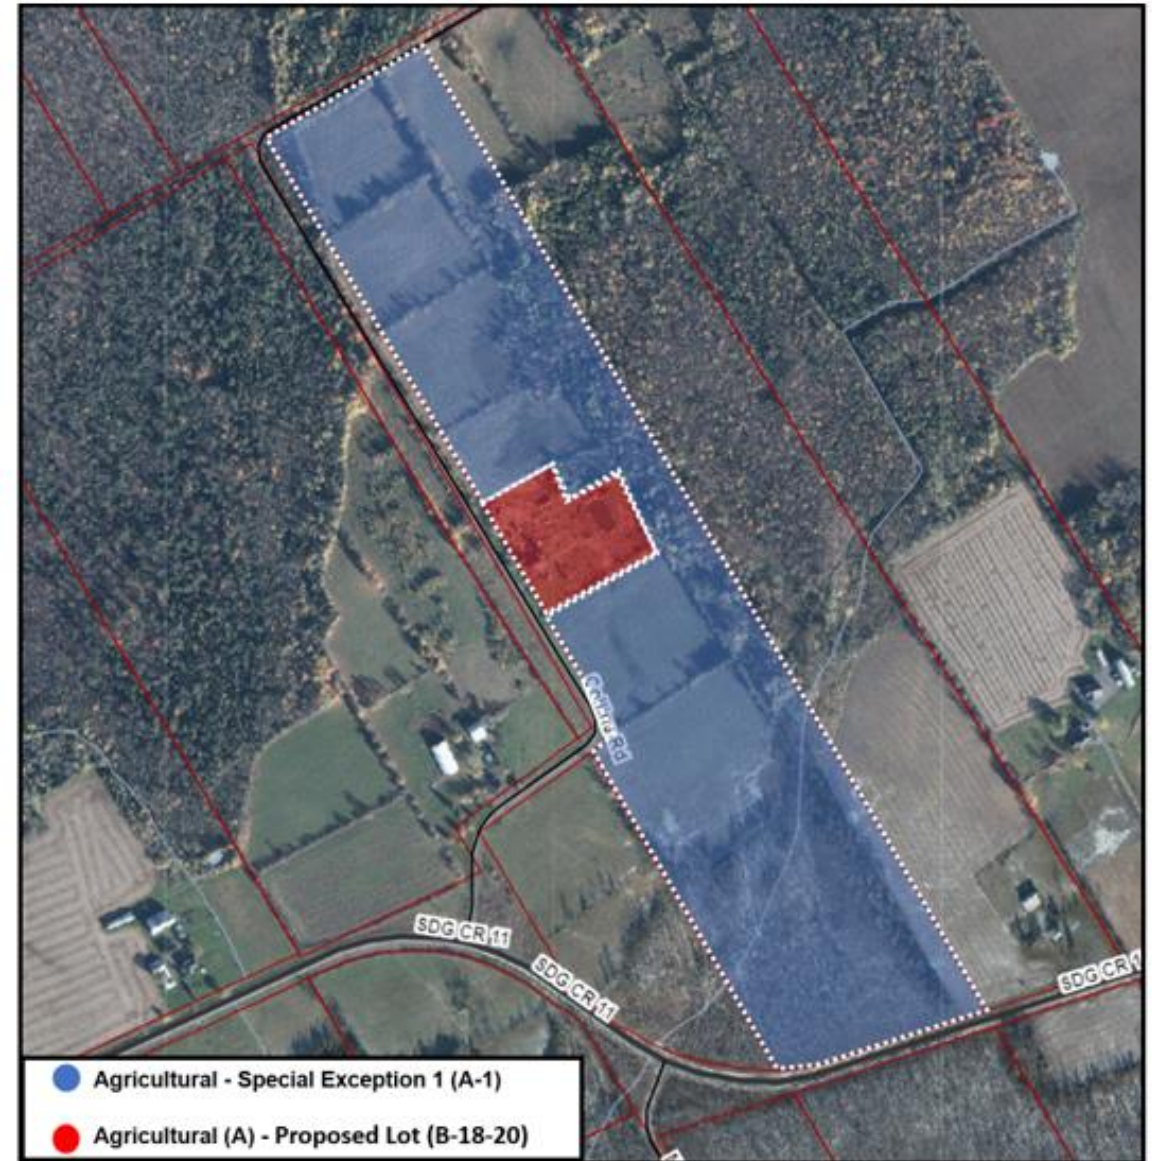 Rd
SDG CR 11
SDG CR 11
SDG CR 1
Agricultural - Special Exception 1 (A-1)
Agricultural (A) - Proposed Lot (B-18-20)